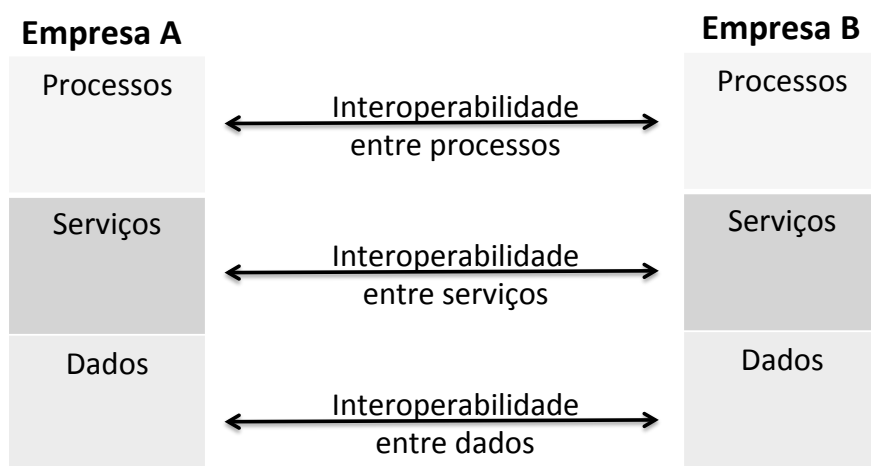 Empresa A
Empresa B
Processos
Interoperabilidade
entre processos
Processos
Serviços
Interoperabilidade
entre serviços
Serviços
Dados
Interoperabilidade
entre dados
Dados